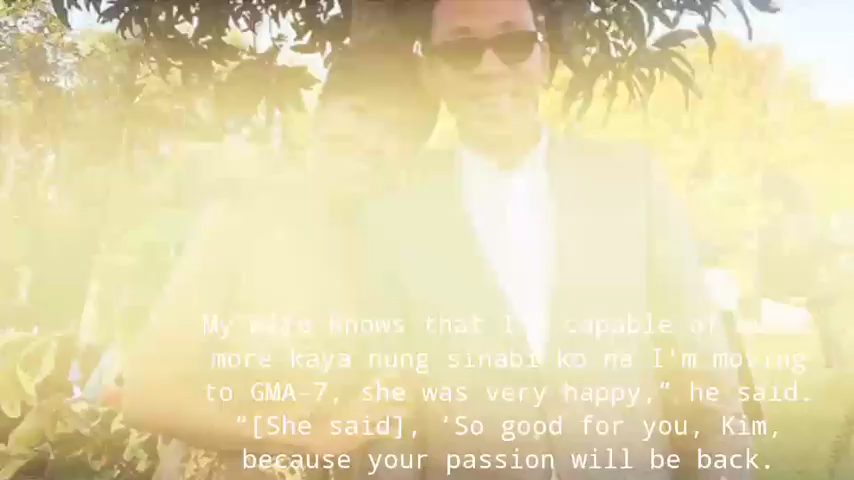 My wife knows that I'm capable of
more kaya nung sinabi ko na I'm moving
to GMA-7, she was very happy,” he said.
“[She said], ‘So good for you, Kim,
because your passion will be back.